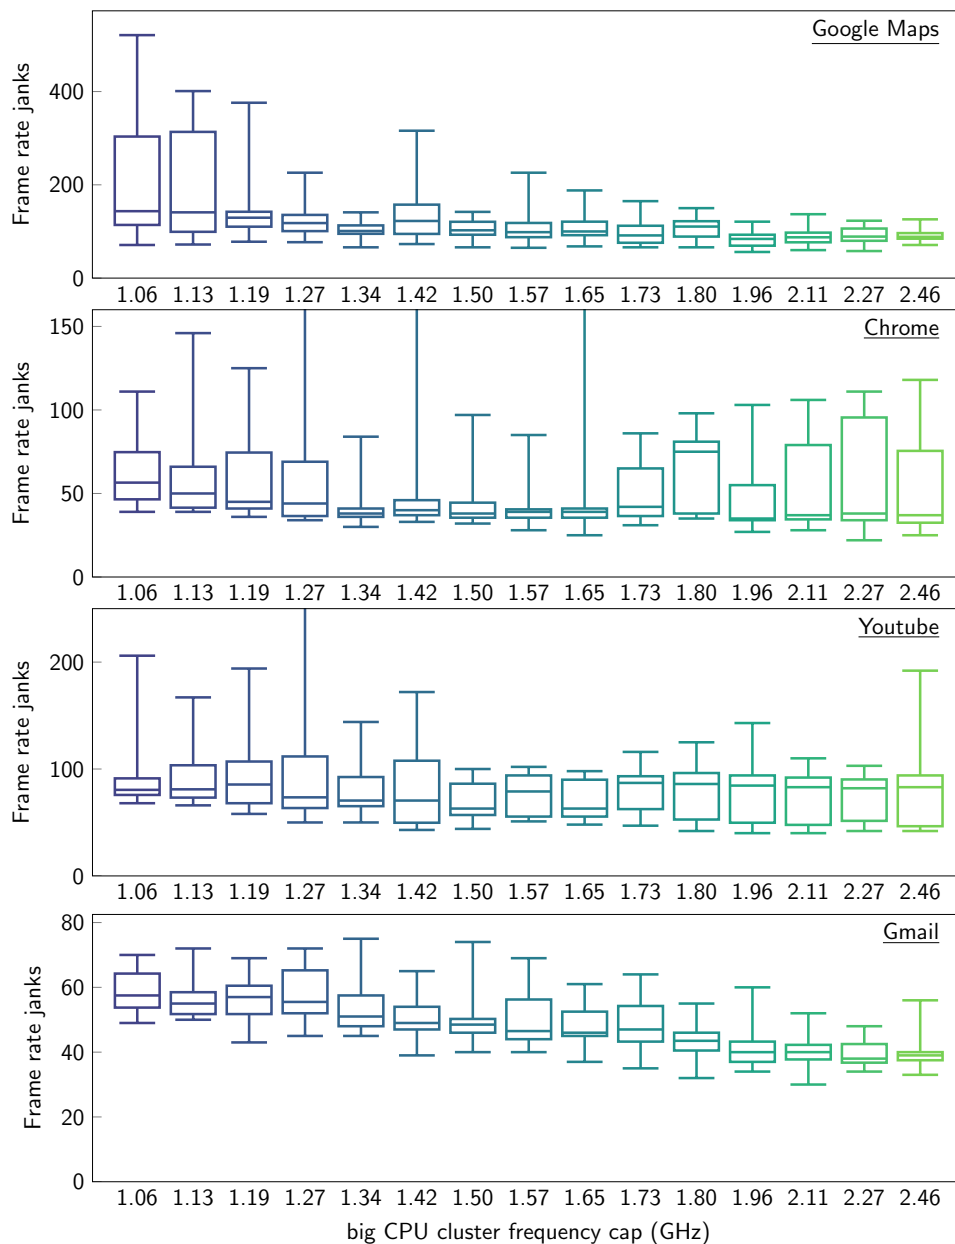 Google Maps
Frame rate janks
400
200
0
1.06 1.13 1.19 1.27 1.34 1.42 1.50 1.57 1.65 1.73 1.80 1.96 2.11 2.27 2.46
Chrome
Frame rate janks
150
100
50
0
1.06 1.13 1.19 1.27 1.34 1.42 1.50 1.57 1.65 1.73 1.80 1.96 2.11 2.27 2.46
Youtube
Frame rate janks
200
100
0
1.06 1.13 1.19 1.27 1.34 1.42 1.50 1.57 1.65 1.73 1.80 1.96 2.11 2.27 2.46
Gmail
Frame rate janks
80
60
40
20
0
1.06 1.13 1.19 1.27 1.34 1.42 1.50 1.57 1.65 1.73 1.80 1.96 2.11 2.27 2.46
big CPU cluster frequency cap (GHz)